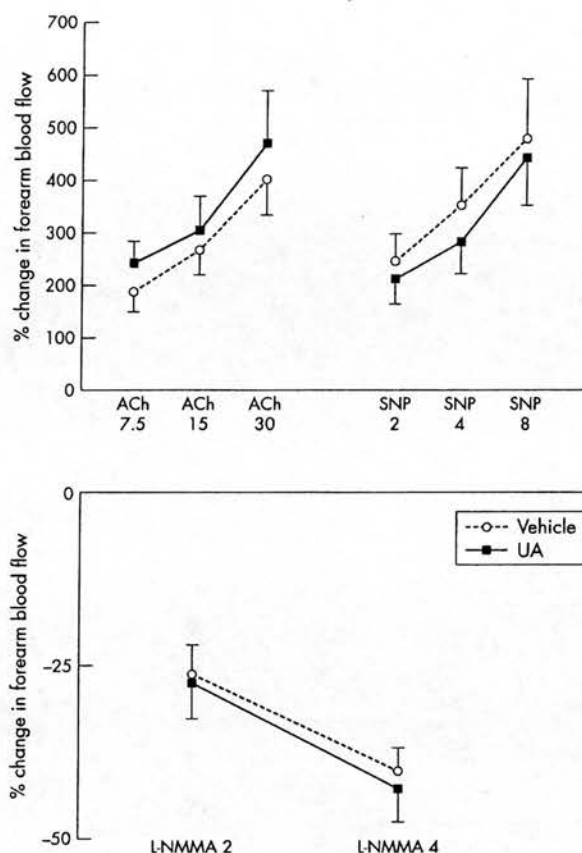 700
600
500
400
300
200
100
0
% change in forearm blood flow
ACh ACh ACh SNP SNP SNP
7.5 15 30 2 4 8
0
–25
–50
% change in forearm blood flow
Vehicle
UA
L-NMMA 2 L-NMMA 4